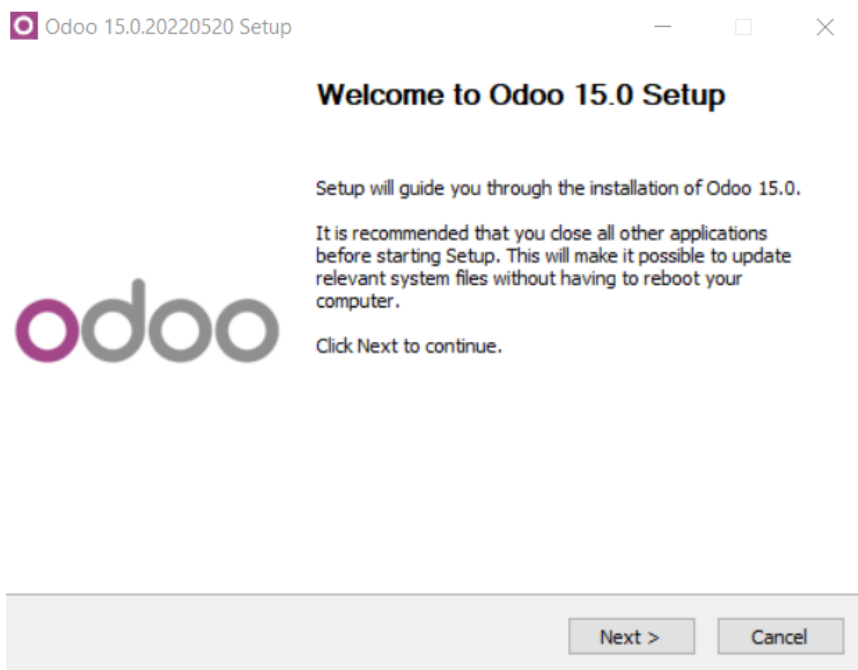 Odoo 15.0.20220520 Setup
Welcome to Odoo 15.0 Setup
Setup will guide you through the installation of Odoo 15.0.
It is recommended that you close all other applications
before starting Setup. This will make it possible to update
relevant system files without having to reboot your
computer.
odoo
Click Next to continue.
Next >
Cancel